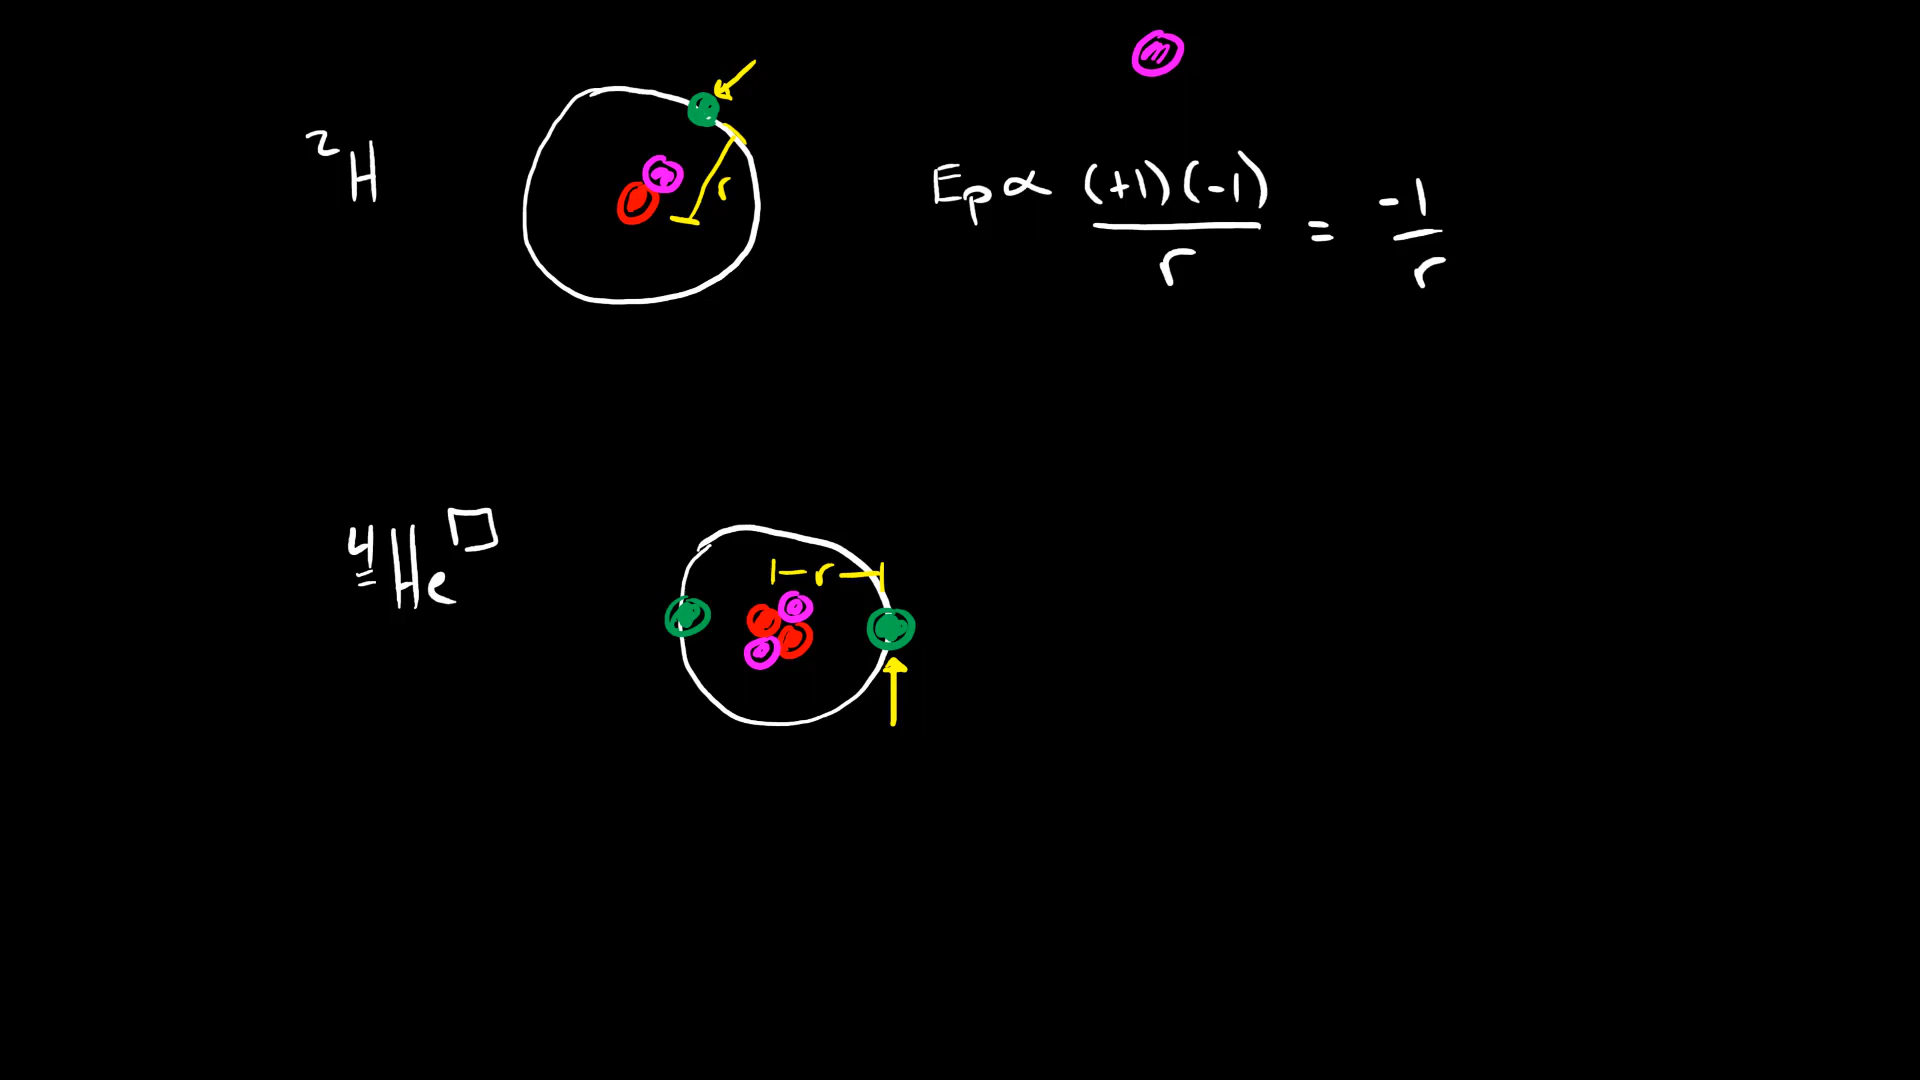 ²H
r
Eₚ ∝ (+1)(-1)/r = -1/r
⁴He
r